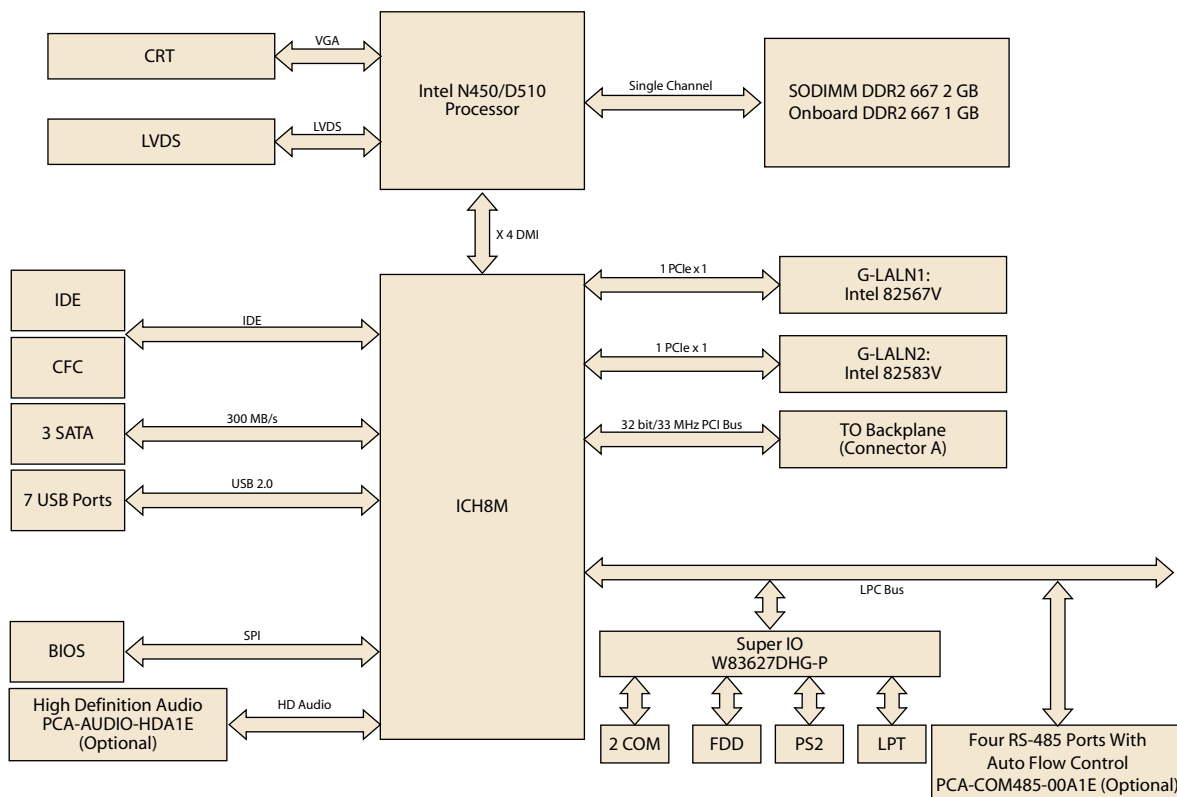 CRT
VGA
Intel N450/D510
Processor
Single Channel
SODIMM DDR2 667 2 GB
Onboard DDR2 667 1 GB
LVDS
LVDS
X 4 DMI
IDE
IDE
CFC
3 SATA
300 MB/s
7 USB Ports
USB 2.0
ICH8M
1 PCIe x 1
G-LALN1:
Intel 82567V
1 PCIe x 1
G-LALN2:
Intel 82583V
32 bit/33 MHz PCI Bus
TO Backplane
(Connector A)
LPC Bus
BIOS
SPI
High Definition Audio
PCA-AUDIO-HDA1E
(Optional)
HD Audio
Super IO
W83627DHG-P
2 COM
FDD
PS2
LPT
Four RS-485 Ports With
Auto Flow Control
PCA-COM485-00A1E (Optional)